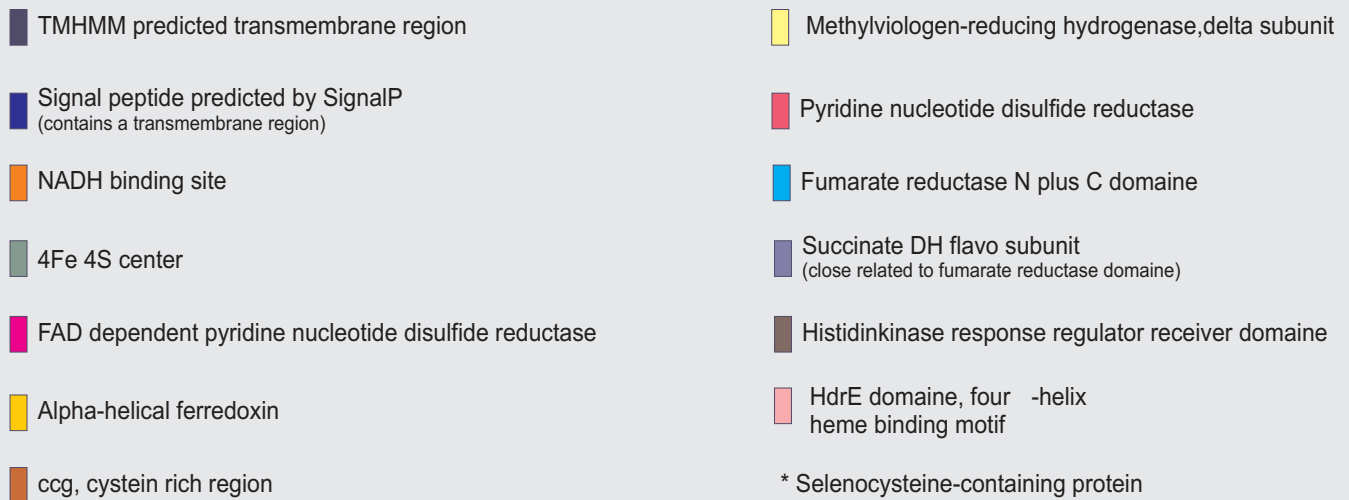 TMHMM predicted transmembrane region
Signal peptide predicted by SignalP
(contains a transmembrane region)
NADH binding site
4Fe 4S center
FAD dependent pyridine nucleotide disulfide reductase
Alpha-helical ferredoxin
ccg, cystein rich region
Methylviologen-reducing hydrogenase,delta subunit
Pyridine nucleotide disulfide reductase
Fumarate reductase N plus C domaine
Succinate DH flavo subunit
(close related to fumarate reductase domaine)
Histidinkinase response regulator receiver domaine
HdrE domaine, four -helix
heme binding motif
* Selenocysteine-containing protein